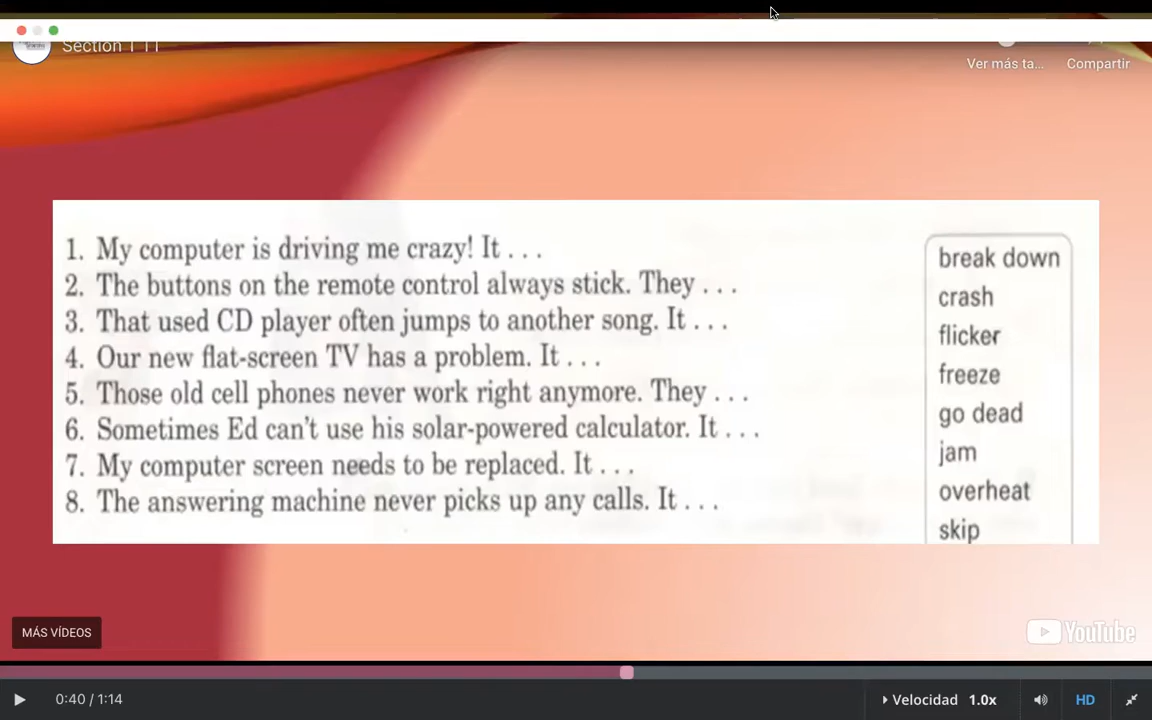 Section 1 11
Ver más ta...
Compartir
1. My computer is driving me crazy! It . . .
2. The buttons on the remote control always stick. They . . .
3. That used CD player often jumps to another song. It . . .
4. Our new flat-screen TV has a problem. It . . .
5. Those old cell phones never work right anymore. They . . .
6. Sometimes Ed can't use his solar-powered calculator. It . . .
7. My computer screen needs to be replaced. It . . .
8. The answering machine never picks up any calls. It . . .
break down
crash
flicker
freeze
go dead
jam
overheat
skip
MÁS VÍDEOS
YouTube
0:40 / 1:14
Velocidad 1.0x
HD